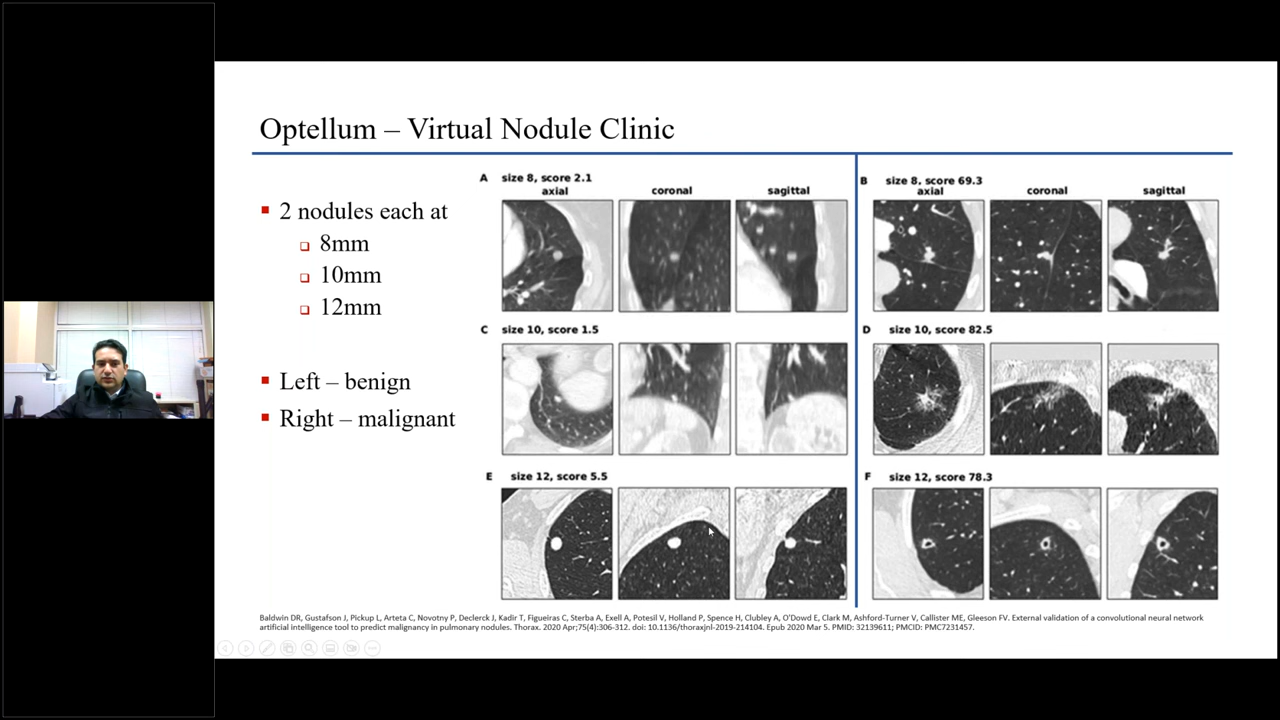 Optellum – Virtual Nodule Clinic
2 nodules each at
8mm
10mm
12mm
Left – benign
Right – malignant
A size 8, score 2.1
axial coronal sagittal
B size 8, score 69.3
axial coronal sagittal
C size 10, score 1.5
D size 10, score 82.5
E size 12, score 5.5
F size 12, score 78.3
Baldwin DR, Gustafson J, Pickup L, Arteta C, Novotny P, Declerck J, Kadir T, Figueiras C, Sterba A, Exell A, Potesil V, Holland P, Spence H, Clubley A, O'Dowd E, Clark M, Ashford-Turner V, Callister ME, Gleeson FV. External validation of a convolutional neural network
artificial intelligence tool to predict malignancy in pulmonary nodules. Thorax. 2020 Apr;75(4):306-312. doi: 10.1136/thoraxjnl-2019-214104. Epub 2020 Mar 5. PMID: 32139611; PMCID: PMC7231457.